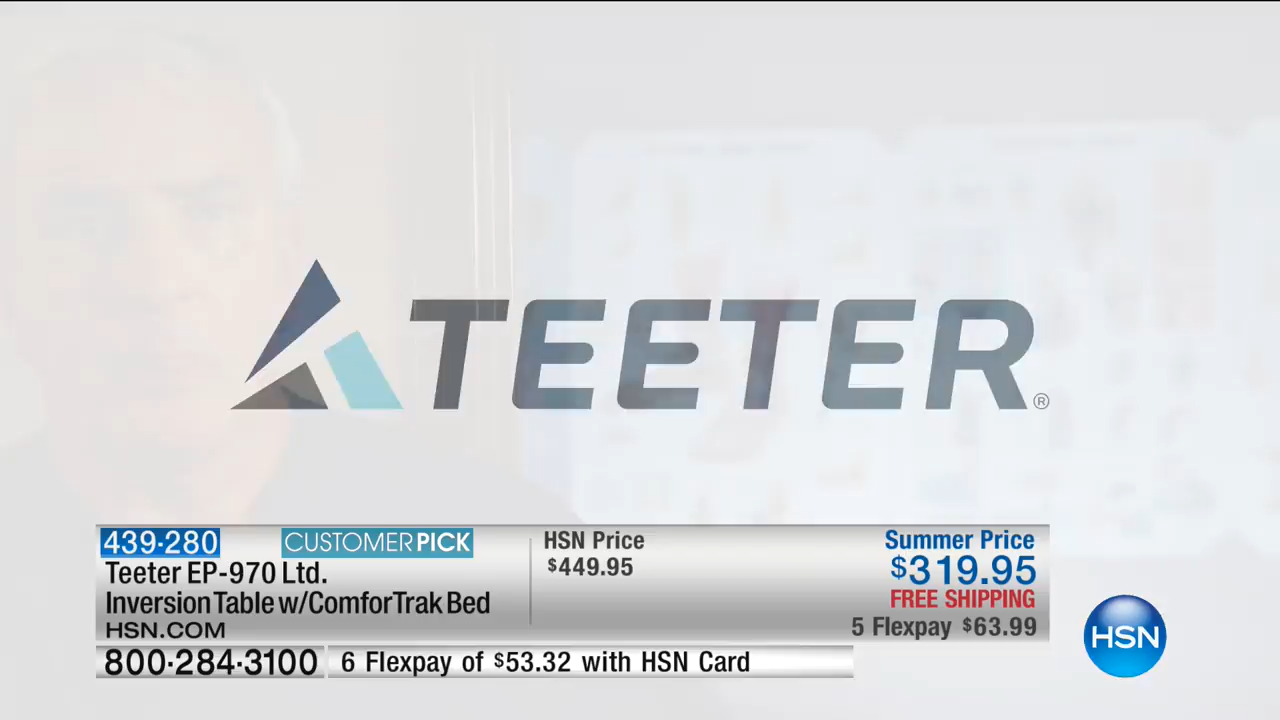 TEETER®
439·280 CUSTOMERPICK
Teeter EP-970 Ltd.
Inversion Table w/ComforTrak Bed
HSN.COM
HSN Price
$449.95
Summer Price
$319.95
FREE SHIPPING
5 Flexpay $63.99
HSN
800·284·3100
6 Flexpay of $53.32 with HSN Card